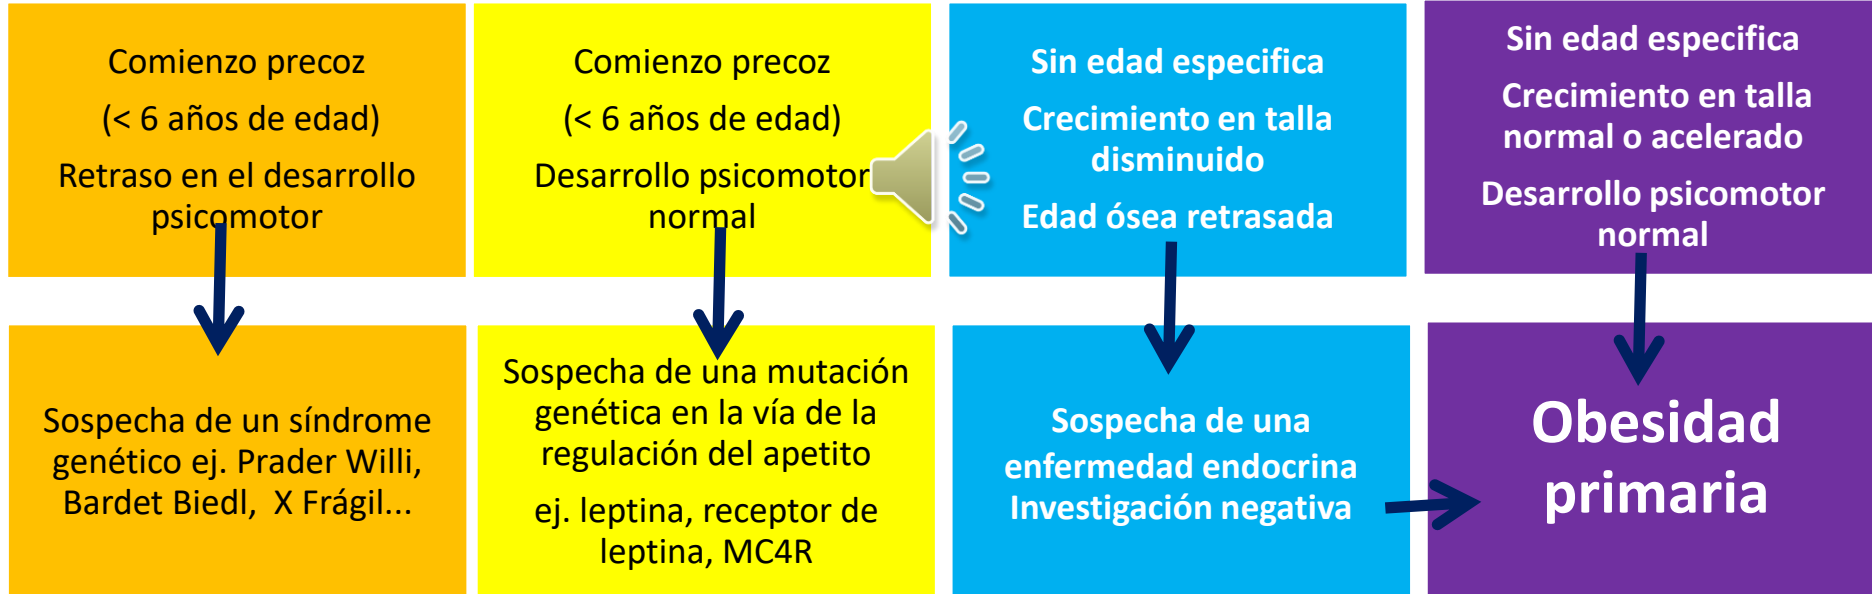 Comienzo precoz
(< 6 años de edad)
Retraso en el desarrollo
psicomotor
Comienzo precoz
(< 6 años de edad)
Desarrollo psicomotor
normal
Sin edad especifica
Crecimiento en talla
disminuido
Edad ósea retrasada
Sin edad especifica
Crecimiento en talla
normal o acelerado
Desarrollo psicomotor
normal
Sospecha de un síndrome
genético ej. Prader Willi,
Bardet Biedl, X Frágil...
Sospecha de una mutación
genética en la vía de la
regulación del apetito
ej. leptina, receptor de
leptina, MC4R
Sospecha de una
enfermedad endocrina
Investigación negativa
Obesidad
primaria